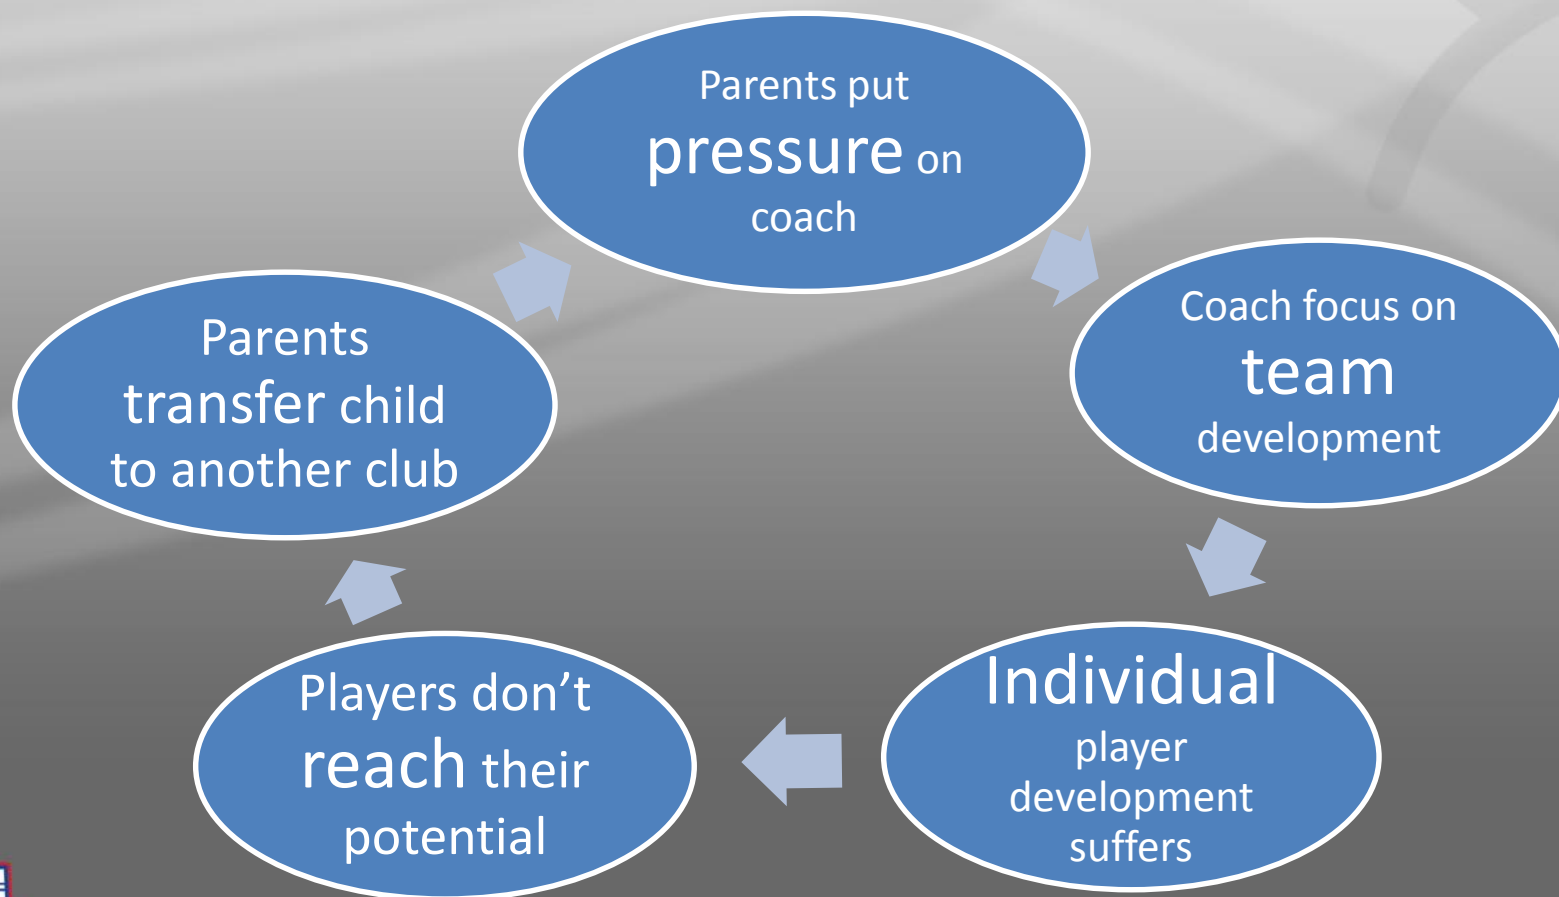 Parents put
pressure on
coach
Coach focus on
team
development
Individual
player
development
suffers
Players don’t
reach their
potential
Parents
transfer child
to another club